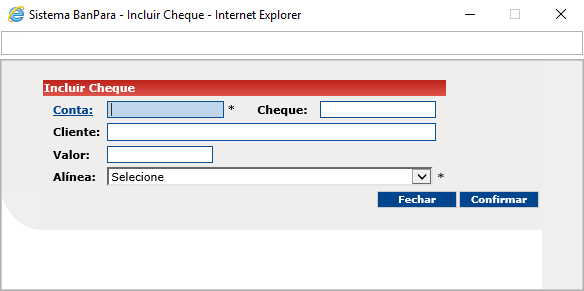 Sistema BanPara - Incluir Cheque - Internet Explorer
Incluir Cheque
Conta: * Cheque:
Cliente:
Valor:
Alínea: Selecione *
Fechar Confirmar